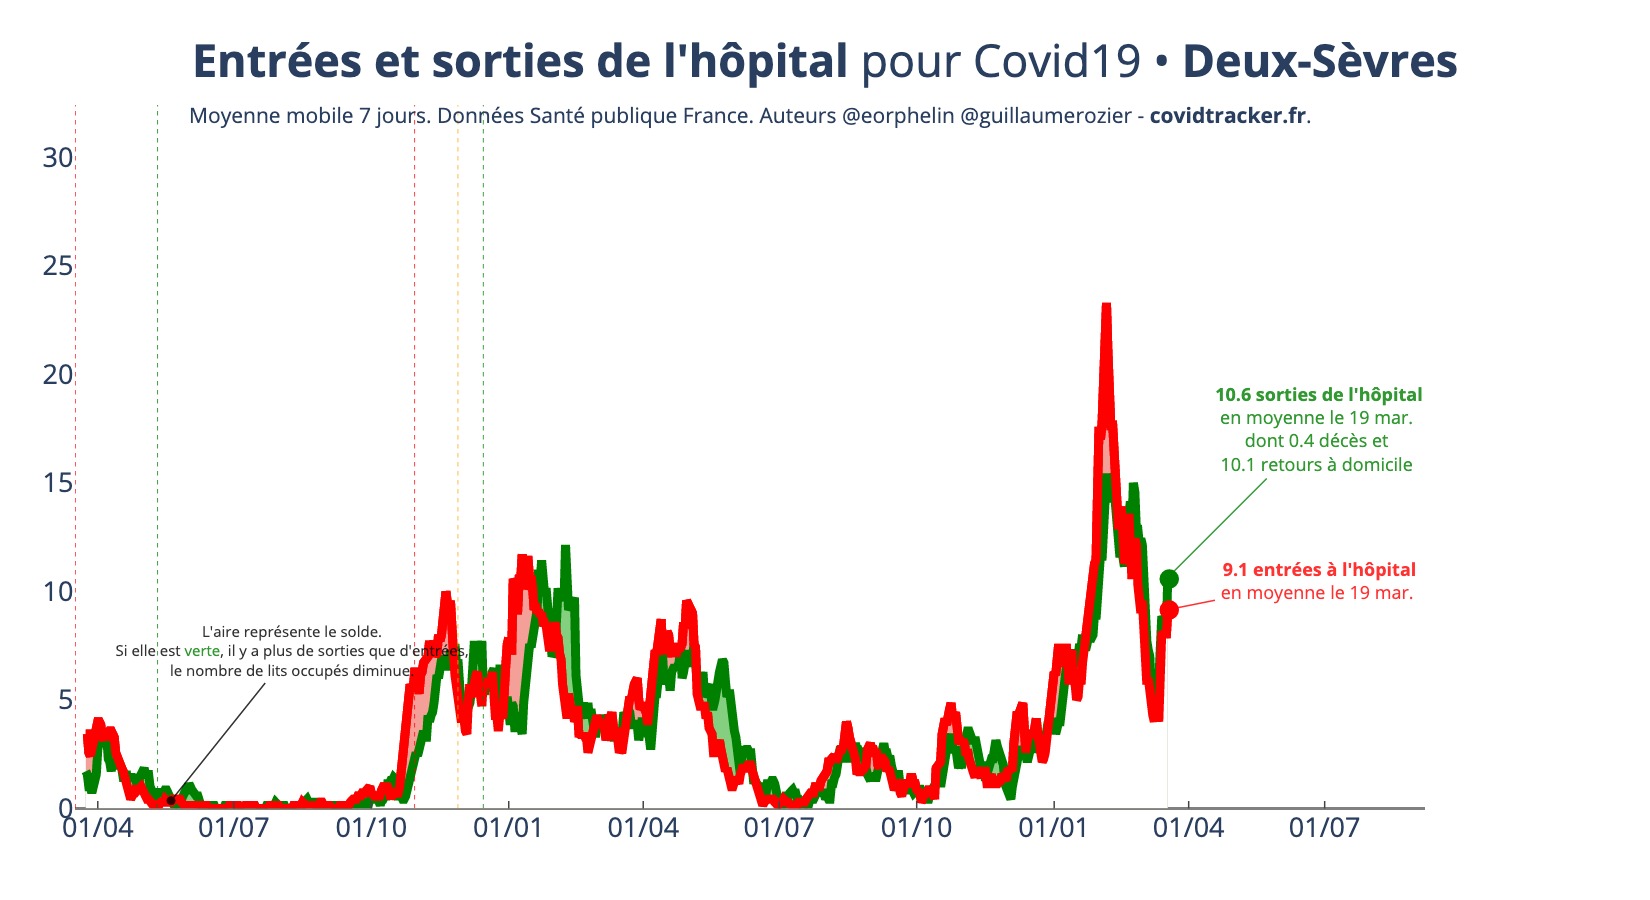 Entrées et sorties de l'hôpital pour Covid19 • Deux-Sèvres
Moyenne mobile 7 jours. Données Santé publique France. Auteurs @eorphelin @guillaumerozier - covidtracker.fr.
30
25
20
15
10
5
0
10.6 sorties de l'hôpital
en moyenne le 19 mar.
dont 0.4 décès et
10.1 retours à domicile
9.1 entrées à l'hôpital
en moyenne le 19 mar.
L'aire représente le solde.
Si elle est verte, il y a plus de sorties que d'entrées,
le nombre de lits occupés diminue.
01/04 01/07 01/10 01/01 01/04 01/07 01/10 01/01 01/04 01/07